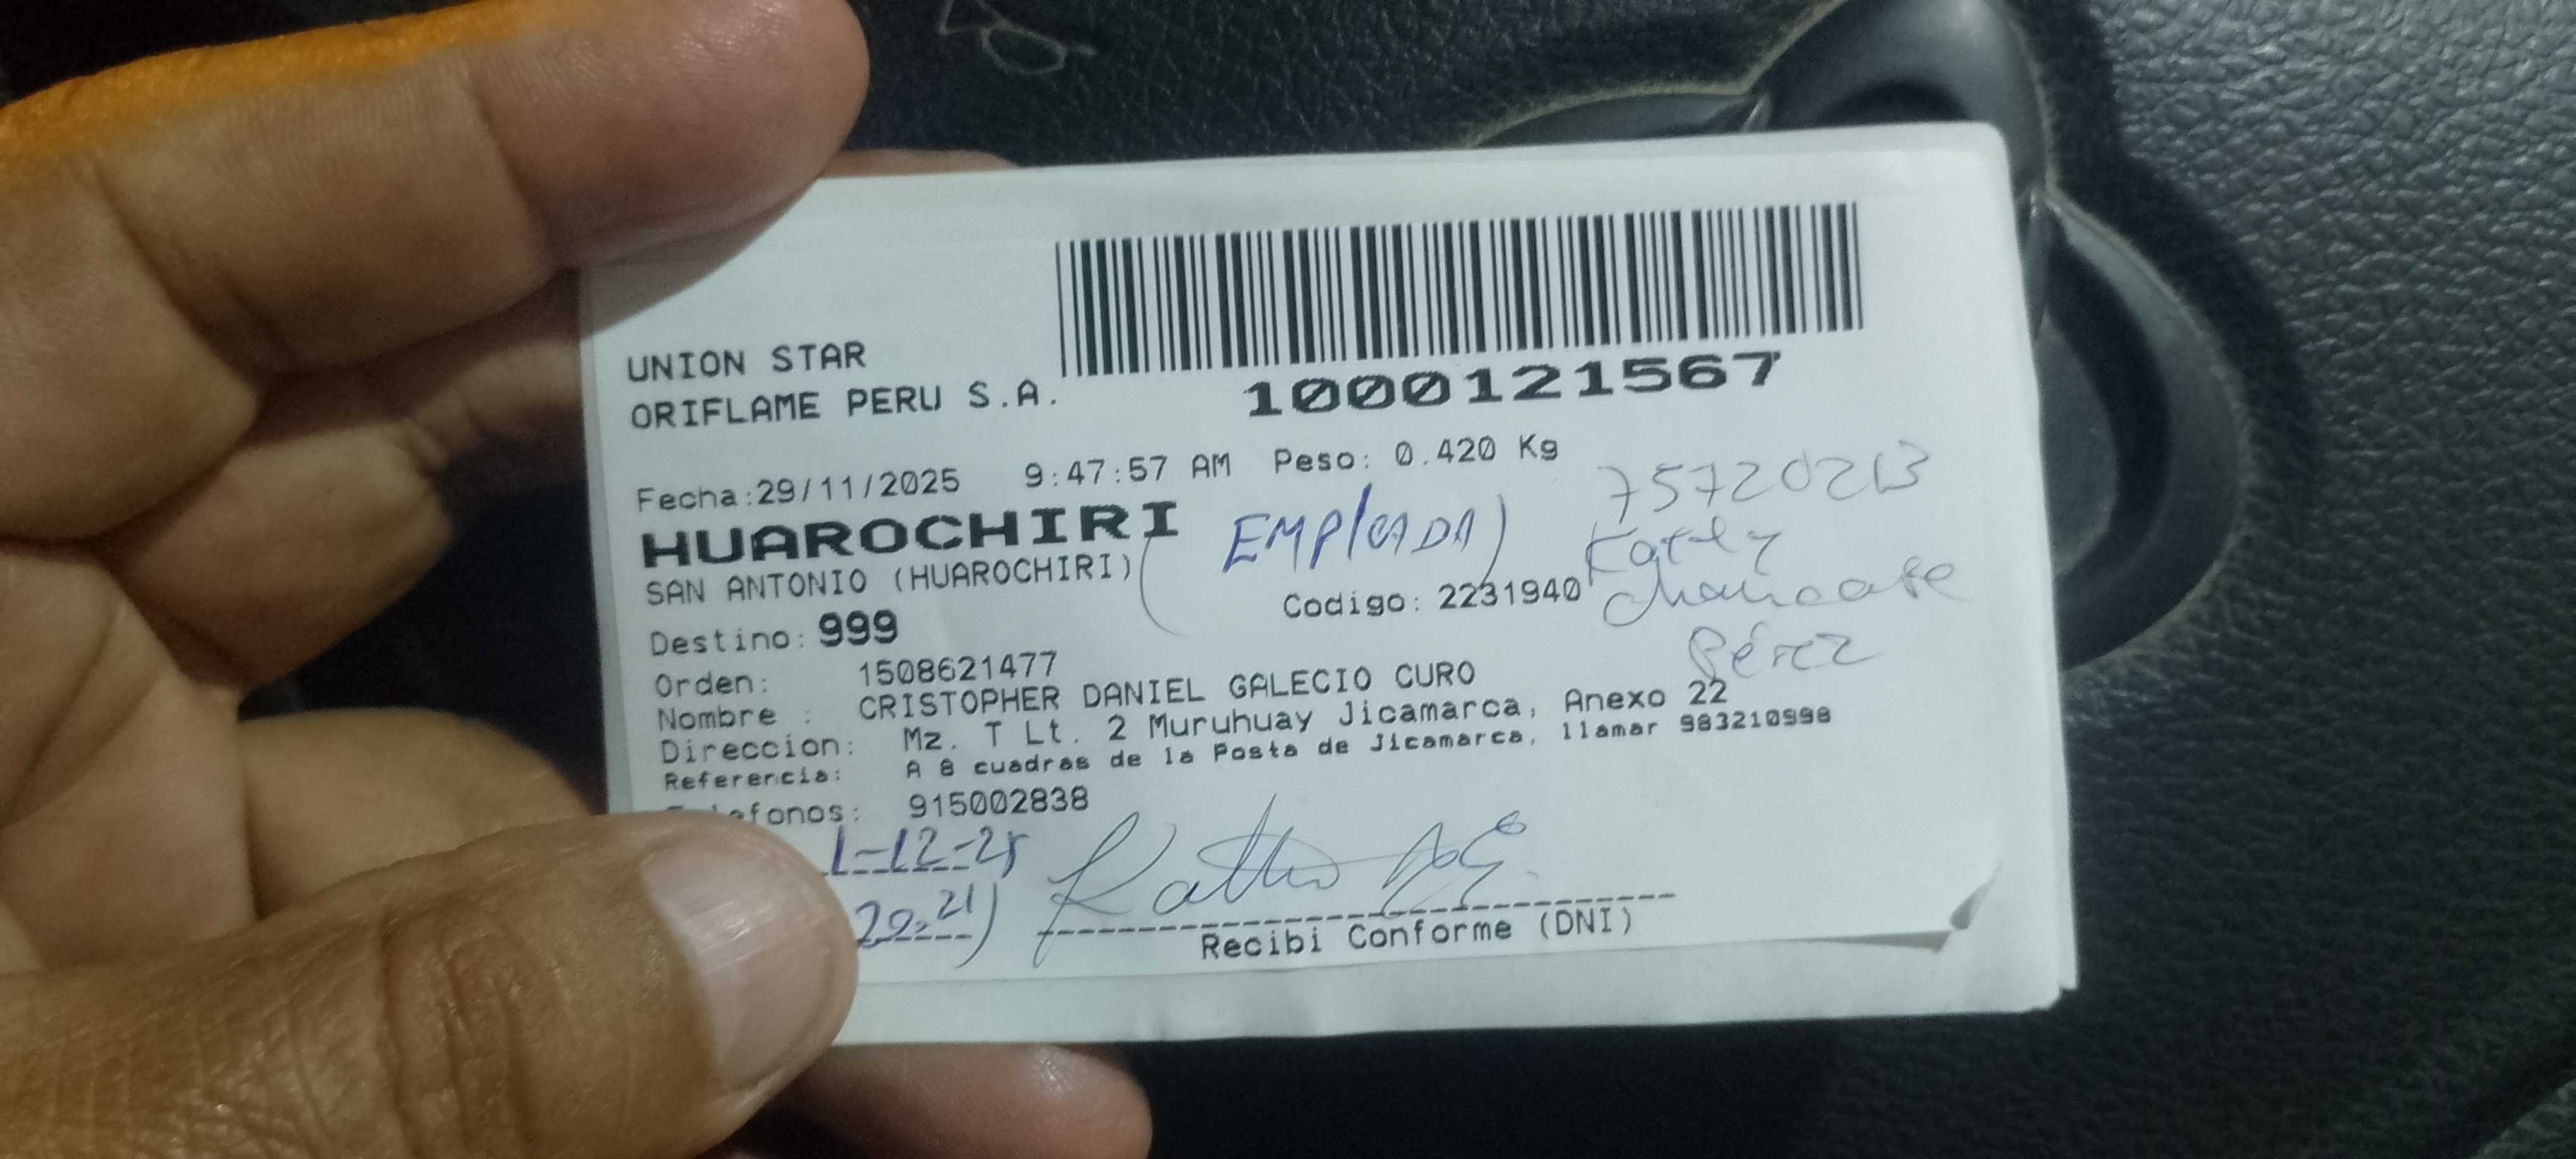 UNION STAR
ORIFLAME PERU S.A.
1000121567
Fecha:29/11/2025 9:47:57 AM Peso: 0.420 Kg
75720213
HUAROCHIRI
(EMPLEADA)
Katty
SAN ANTONIO (HUAROCHIRI)
Codigo: 2231940
Destino: 999
Pérez
Orden: 1508621477
Nombre : CRISTOPHER DANIEL GALECIO CURO
Direccion: Mz. T Lt. 2 Muruhuay Jicamarca, Anexo 22
Referencia: A 8 cuadras de la Posta de Jicamarca, llamar 983210998
efonos: 915002838
1-12-25
Recibi Conforme (DNI)